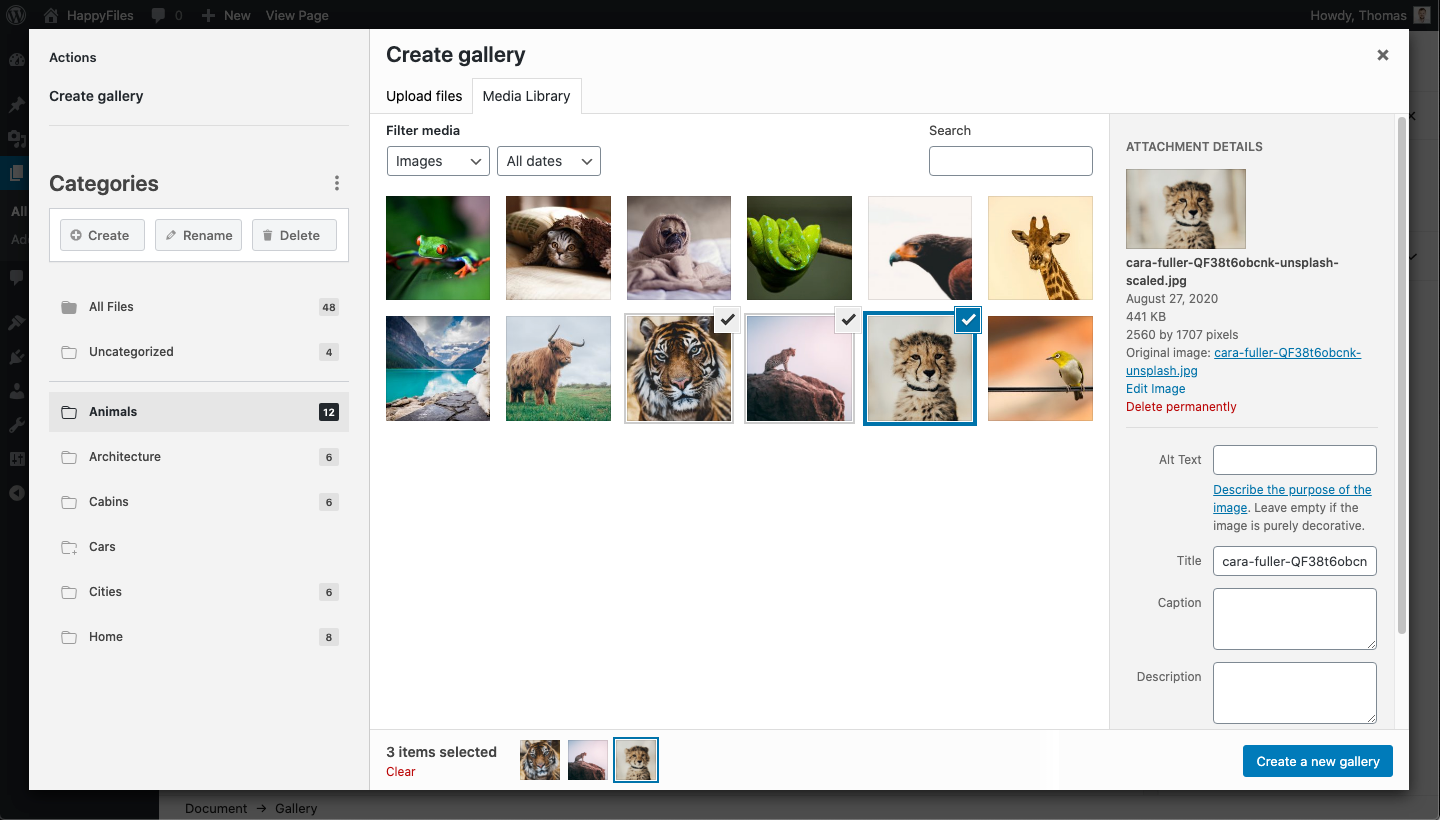 HappyFiles
0
New
View Page
Howdy, Thomas
Actions
Create gallery
Categories
Create
Rename
Delete
All Files
48
Uncategorized
4
Animals
12
Architecture
6
Cabins
6
Cars
Cities
6
Home
8
Create gallery
Upload files
Media Library
Filter media
Images
All dates
Search
ATTACHMENT DETAILS
cara-fuller-QF38t6obcnk-unsplash-
scaled.jpg
August 27, 2020
441 KB
2560 by 1707 pixels
Original image: cara-fuller-QF38t6obcnk-
unsplash.jpg
Edit Image
Delete permanently
Alt Text
Describe the purpose of the
image. Leave empty if the
image is purely decorative.
Title
cara-fuller-QF38t6obcn
Caption
Description
3 items selected
Clear
Create a new gallery
All
Document → Gallery